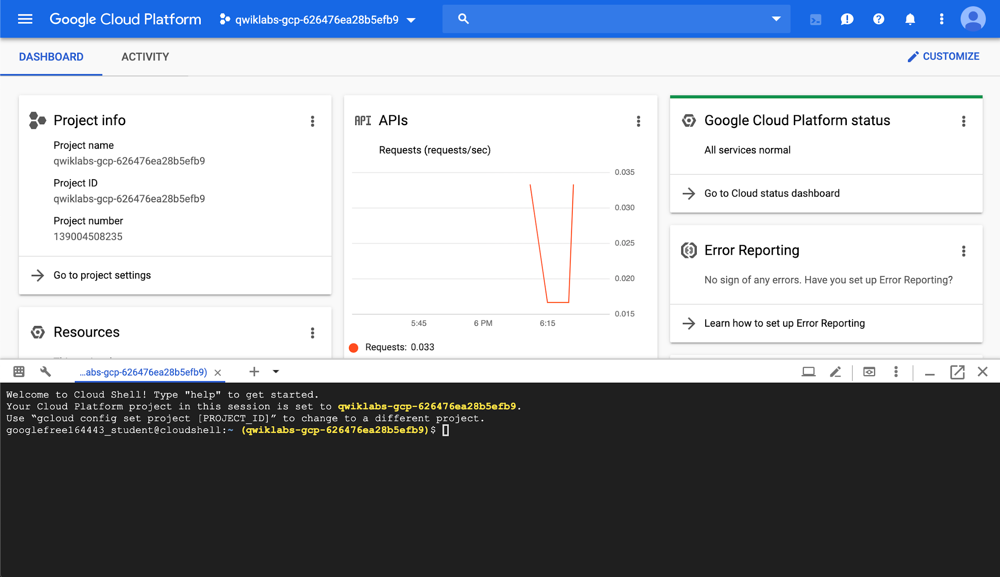 Google Cloud Platform
qwiklabs-gcp-626476ea28b5efb9
DASHBOARD
ACTIVITY
CUSTOMIZE
Project info
Project name
qwiklabs-gcp-626476ea28b5efb9
Project ID
qwiklabs-gcp-626476ea28b5efb9
Project number
139004508235
Go to project settings
Resources
API APIs
Requests (requests/sec)
0.035
0.030
0.025
0.020
0.015
5:45
6 PM
6:15
Requests: 0.033
Google Cloud Platform status
All services normal
Go to Cloud status dashboard
Error Reporting
No sign of any errors. Have you set up Error Reporting?
Learn how to set up Error Reporting
...abs-gcp-626476ea28b5efb9)
Welcome to Cloud Shell! Type "help" to get started.
Your Cloud Platform project in this session is set to qwiklabs-gcp-626476ea28b5efb9.
Use “gcloud config set project [PROJECT_ID]” to change to a different project.
googlefree164443_student@cloudshell:~ (qwiklabs-gcp-626476ea28b5efb9)$